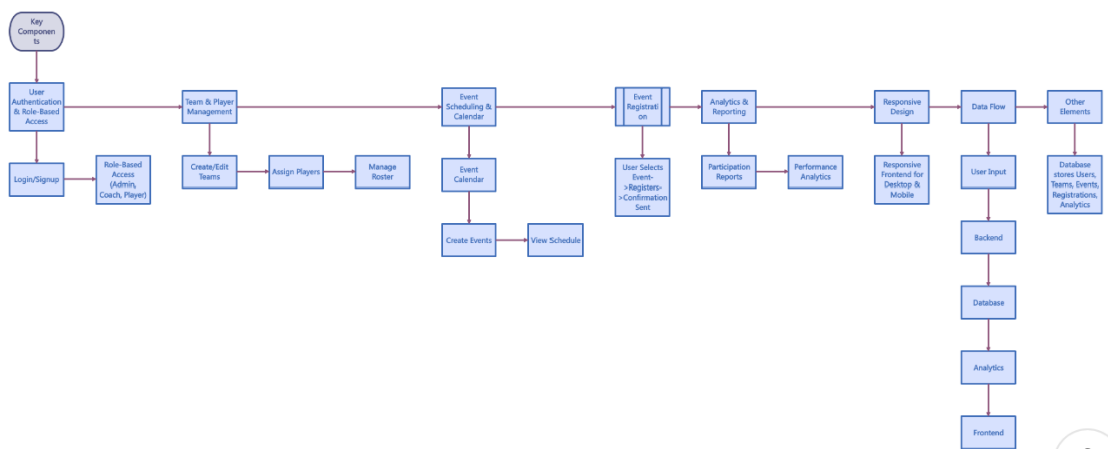 Key
Componen
ts
User
Authentication
& Role-Based
Access
Team & Player
Management
Event
Scheduling &
Calendar
Event
Registrati
on
Analytics &
Reporting
Responsive
Design
Data Flow
Other
Elements
Login/Signup
Role-Based
Access
(Admin,
Coach, Player)
Create/Edit
Teams
Assign Players
Manage
Roster
Event
Calendar
Create Events
View Schedule
User Selects
Event-
>Registers-
>Confirmation
Sent
Participation
Reports
Performance
Analytics
Responsive
Frontend for
Desktop &
Mobile
User Input
Backend
Database
Analytics
Frontend
Database
stores Users,
Teams, Events,
Registrations,
Analytics